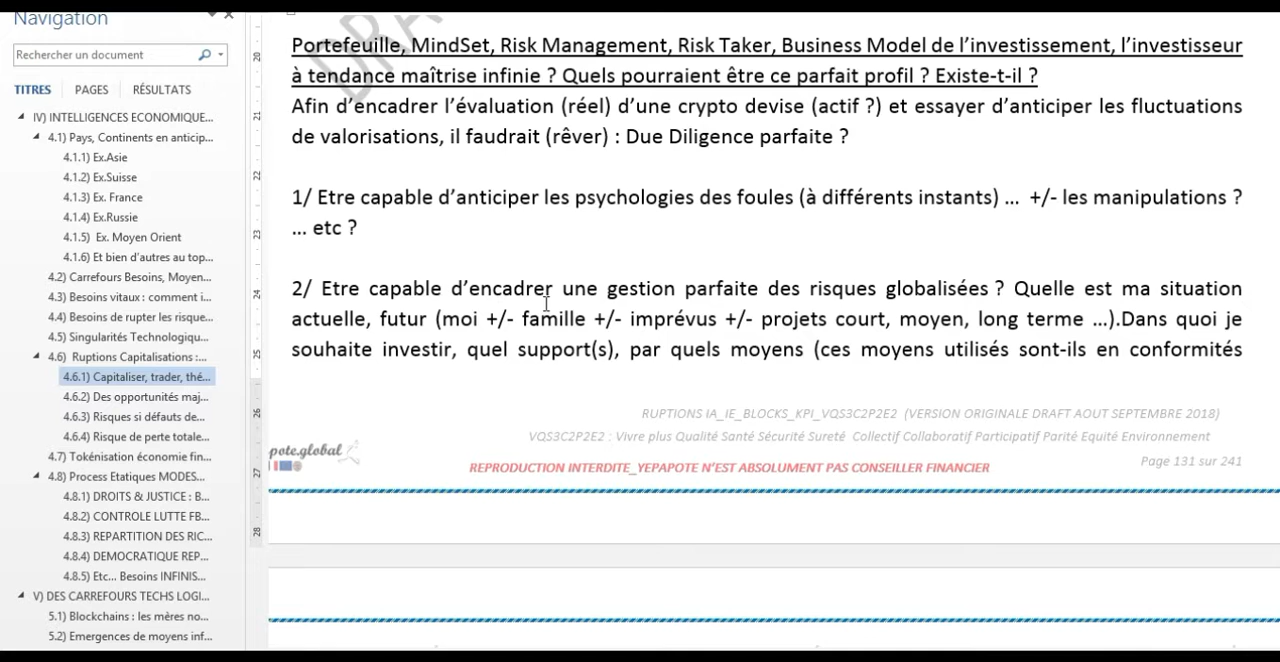 Navigation
Rechercher un document
TITRES PAGES RÉSULTATS
IV) INTELLIGENCES ECONOMIQUE...
4.1) Pays, Continents en anticip...
4.1.1) Ex.Asie
4.1.2) Ex.Suisse
4.1.3) Ex. France
4.1.4) Ex.Russie
4.1.5) Ex. Moyen Orient
4.1.6) Et bien d'autres au top...
4.2) Carrefours Besoins, Moyen...
4.3) Besoins vitaux : comment i...
4.4) Besoins de rupter les risque...
4.5) Singularités Technologiqu...
4.6) Ruptions Capitalisations :...
4.6.1) Capitaliser, trader, thé...
4.6.2) Des opportunités maj...
4.6.3) Risques si défauts de...
4.6.4) Risque de perte totale...
4.7) Tokénisation économie fin...
4.8) Process Etatiques MODES...
4.8.1) DROITS & JUSTICE : B...
4.8.2) CONTROLE LUTTE FB...
4.8.3) REPARTITION DES RIC...
4.8.4) DEMOCRATIQUE REP...
4.8.5) Etc... Besoins INFINIS...
V) DES CARREFOURS TECHS LOGI...
5.1) Blockchains : les mères no...
5.2) Emergences de moyens inf...
20
21
22
23
24
25
26
27
28
DRA
Portefeuille, MindSet, Risk Management, Risk Taker, Business Model de l'investissement, l'investisseur
à tendance maîtrise infinie ? Quels pourraient être ce parfait profil ? Existe-t-il ?
Afin d'encadrer l'évaluation (réel) d'une crypto devise (actif ?) et essayer d'anticiper les fluctuations
de valorisations, il faudrait (rêver) : Due Diligence parfaite ?
1/ Etre capable d'anticiper les psychologies des foules (à différents instants) ... +/- les manipulations ?
... etc ?
2/ Etre capable d'encadrer une gestion parfaite des risques globalisées ? Quelle est ma situation
actuelle, futur (moi +/- famille +/- imprévus +/- projets court, moyen, long terme ...).Dans quoi je
souhaite investir, quel support(s), par quels moyens (ces moyens utilisés sont-ils en conformités
RUPTIONS IA_IE_BLOCKS_KPI_VQS3C2P2E2 (VERSION ORIGINALE DRAFT AOUT SEPTEMBRE 2018)
VQS3C2P2E2 : Vivre plus Qualité Santé Sécurité Sureté Collectif Collaboratif Participatif Parité Equité Environnement
pote.global
REPRODUCTION INTERDITE_YEPAPOTE N'EST ABSOLUMENT PAS CONSEILLER FINANCIER
Page 131 sur 241